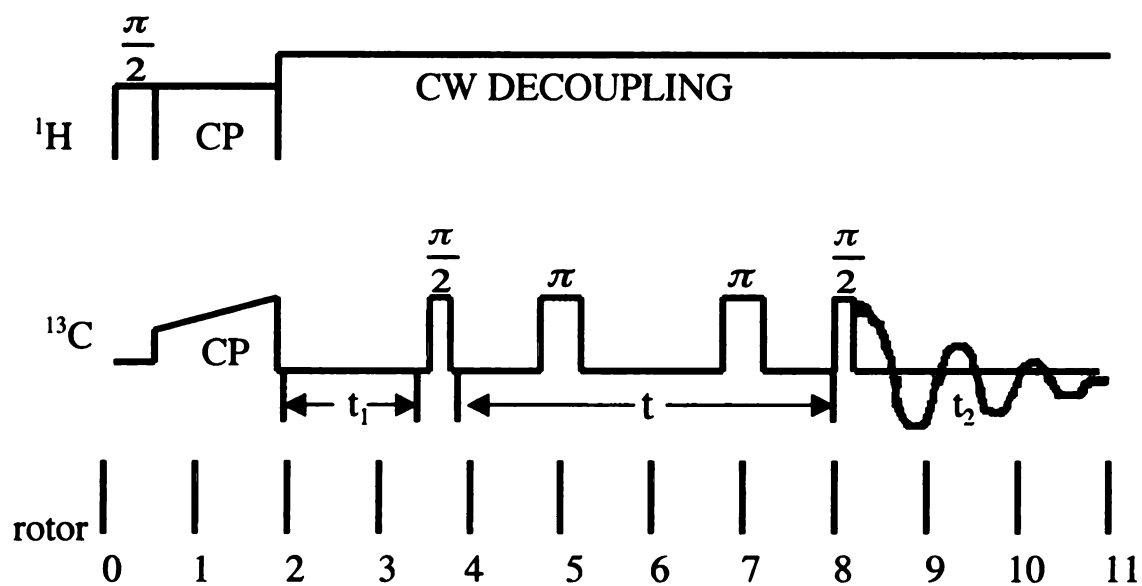 π/2
CW DECOUPLING
¹H
CP
π/2
π
π
π/2
¹³C
CP
t₁
t
t₂
rotor
0 1 2 3 4 5 6 7 8 9 10 11